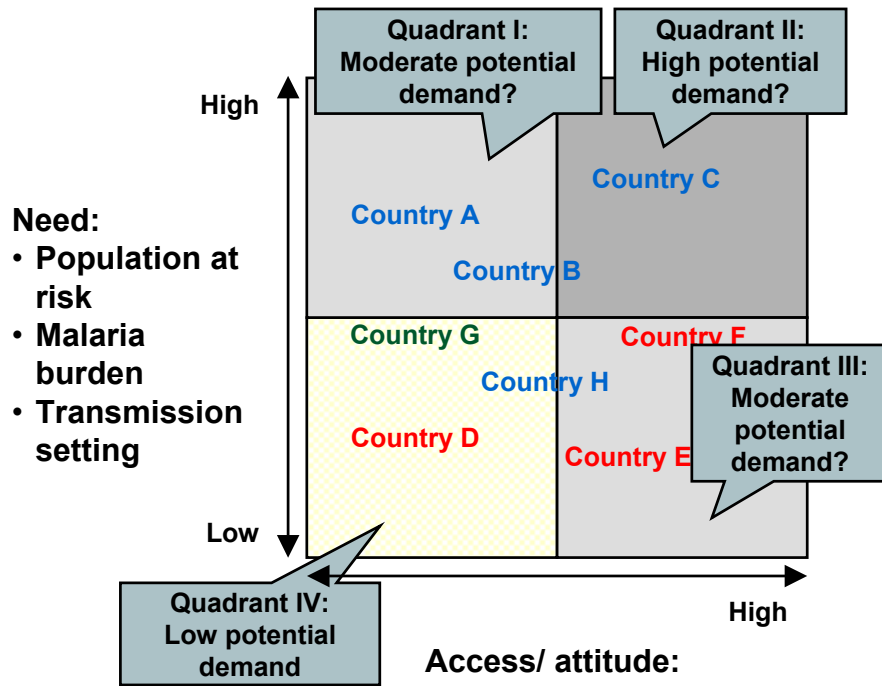 Quadrant I:
Moderate potential
demand?
Quadrant II:
High potential
demand?
High
Country C
Need:
• Population at
risk
• Malaria
burden
• Transmission
setting
Country A
Country B
Country G
Country F
Country H
Quadrant III:
Moderate
potential
demand?
Country D
Country E
Low
Quadrant IV:
Low potential
demand
High
Access/ attitude: